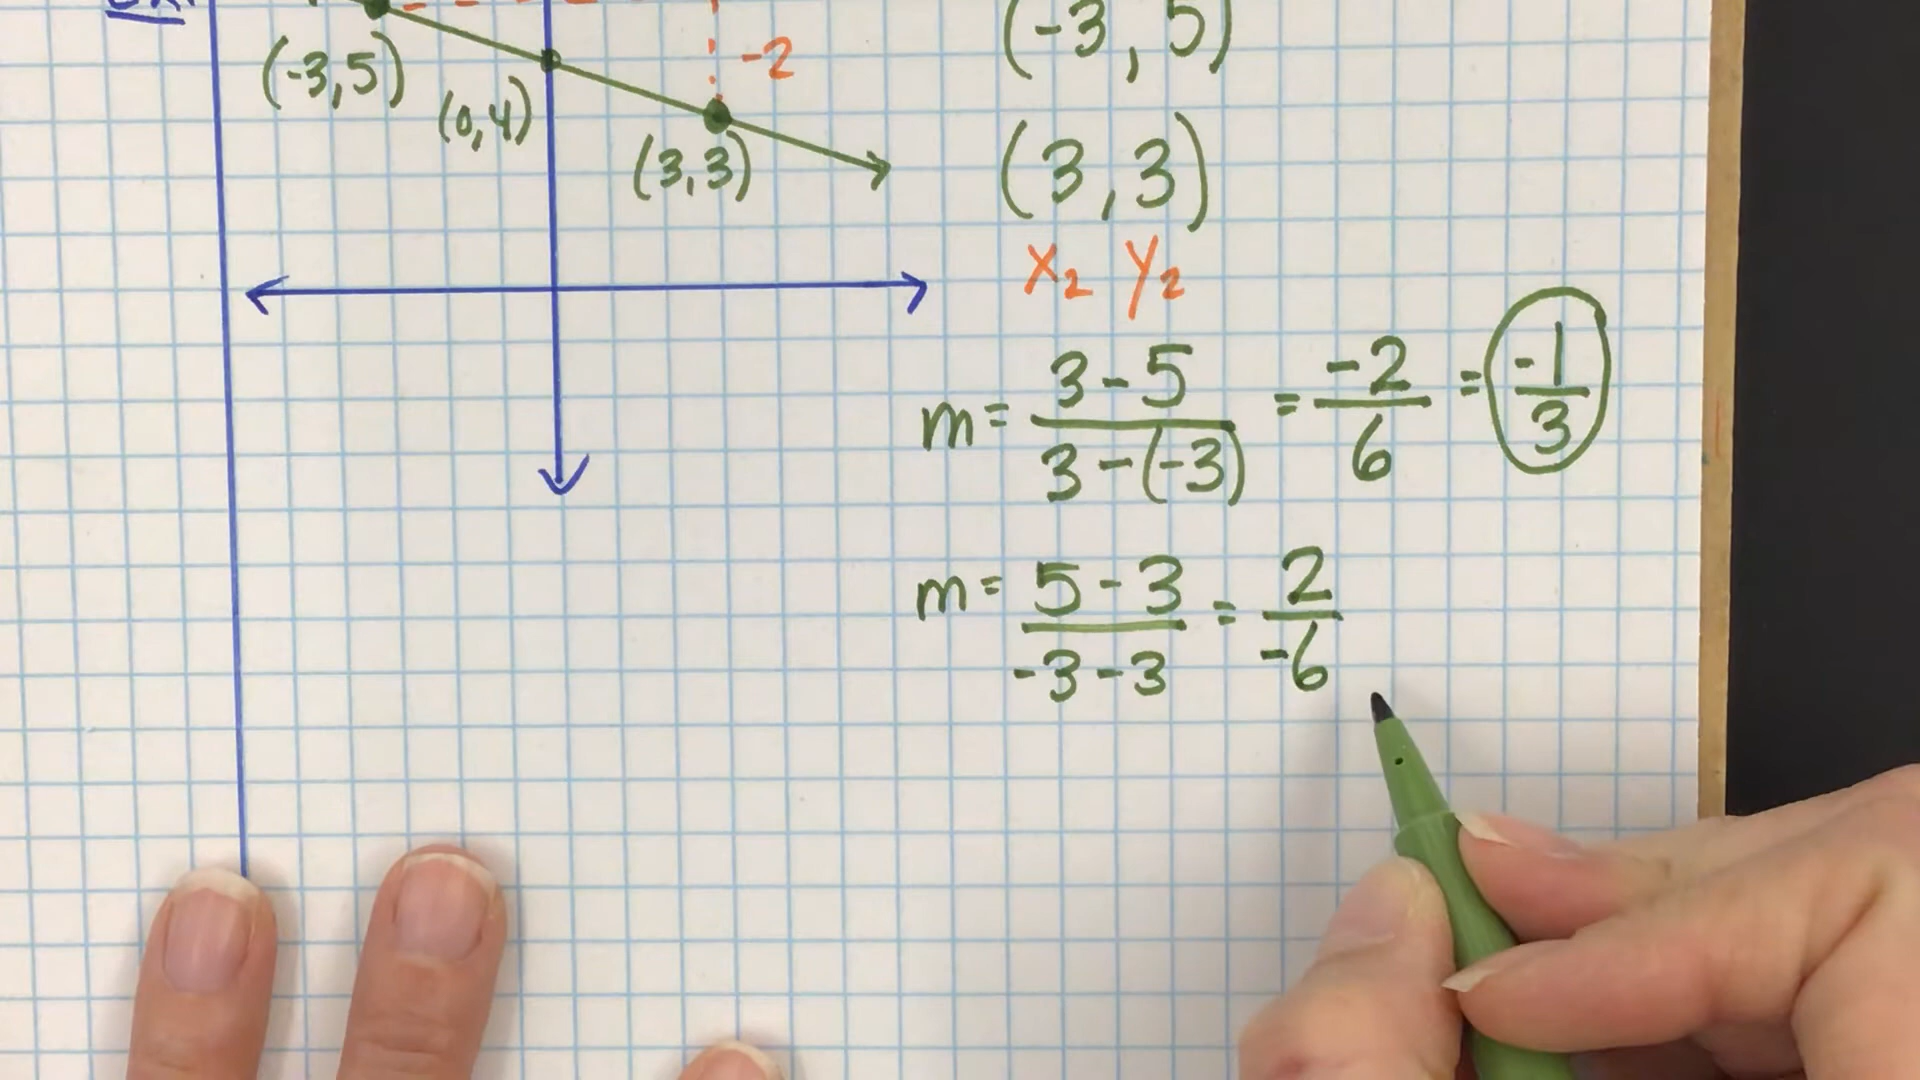 (-3,5)
(0,4)
(3,3)
-2
(-3, 5)
(3, 3)
x₂ y₂
m = 3 - 5 / 3 - (-3) = -2 / 6 = -1 / 3
m = 5 - 3 / -3 - 3 = 2 / -6